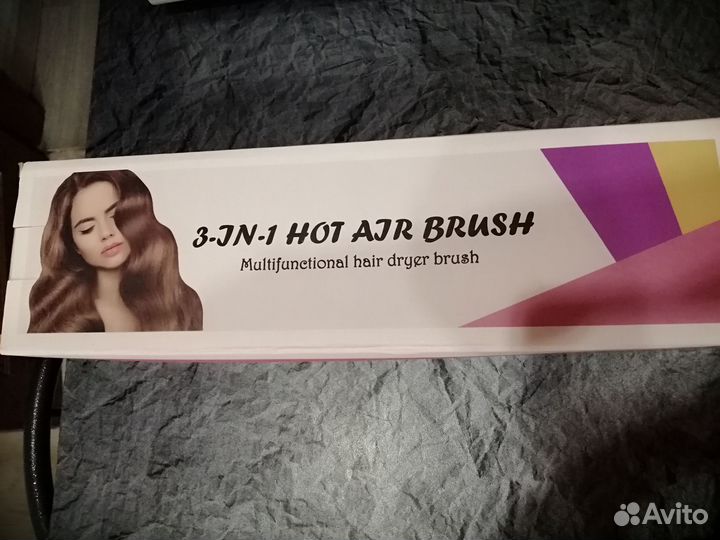 3-IN-1 HOT AIR BRUSH
Multifunctional hair dryer brush
Avito